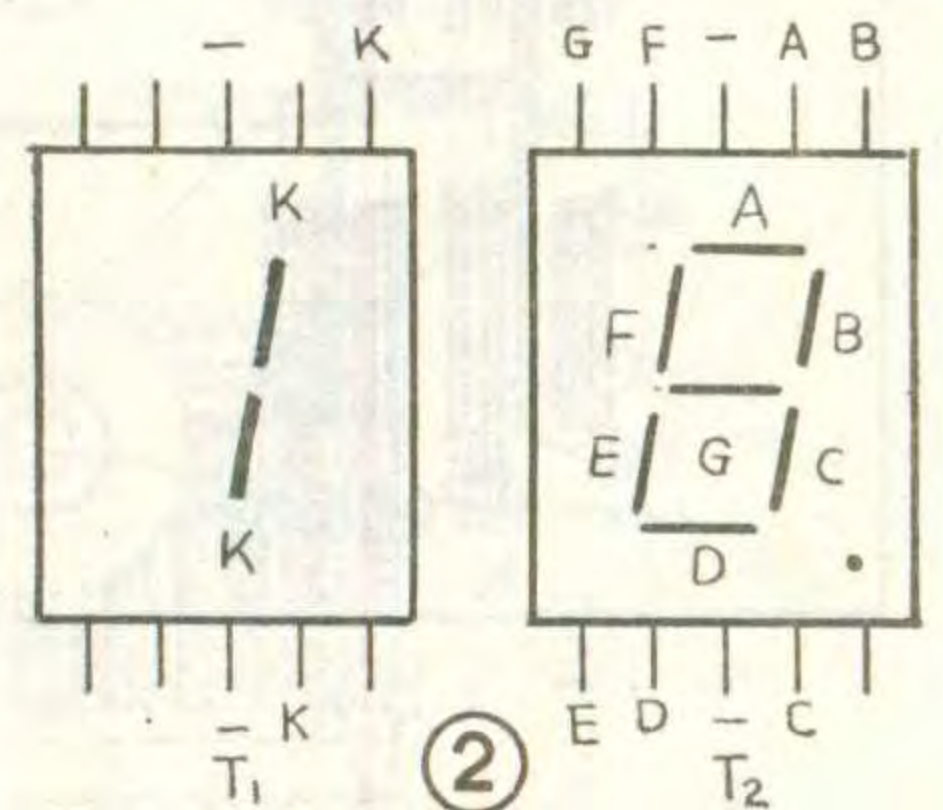 — K
G F — A B
K
K
A
F B
E G C
D
— K
E D — C
T₁ ② T₂